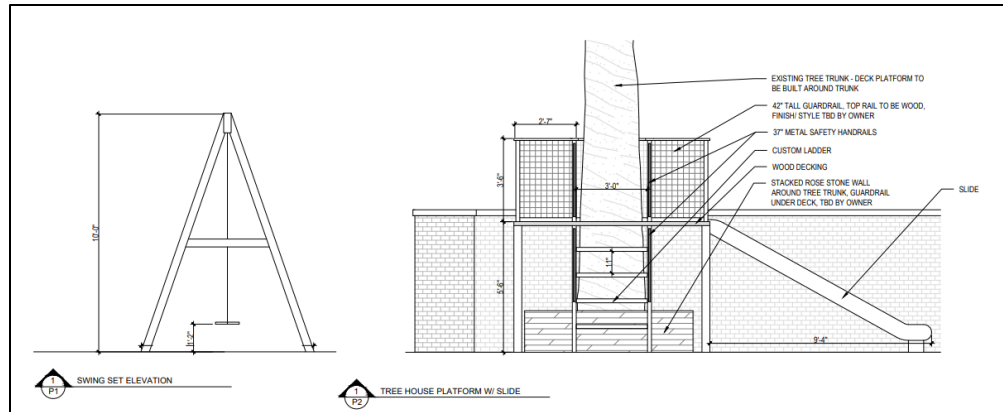 EXISTING TREE TRUNK - DECK PLATFORM TO
BE BUILT AROUND TRUNK
42" TALL GUARDRAIL, TOP RAIL TO BE WOOD,
FINISH/ STYLE TBD BY OWNER
37" METAL SAFETY HANDRAILS
CUSTOM LADDER
WOOD DECKING
STACKED ROSE STONE WALL
AROUND TREE TRUNK, GUARDRAIL
UNDER DECK, TBD BY OWNER
SLIDE
2'-7"
3'-6"
3'-0"
10'-0"
11"
5'-6"
1'-2"
9'-4"
1
P1
SWING SET ELEVATION
1
P2
TREE HOUSE PLATFORM W/ SLIDE